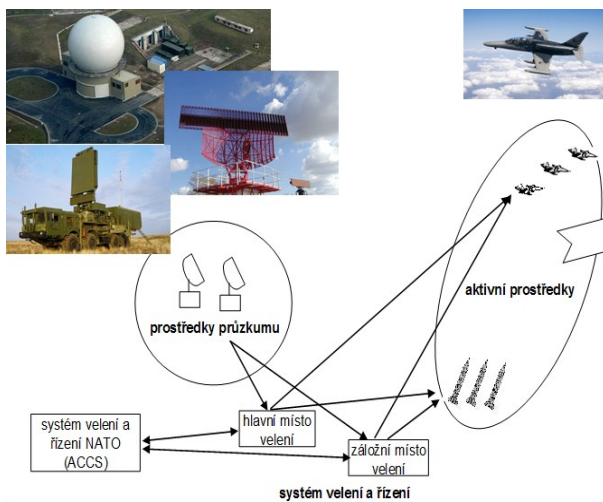 aktivní prostředky
prostředky průzkumu
hlavní místo
velení
systém velení a
řízení NATO
(ACCS)
záložní místo
velení
systém velení a řízení